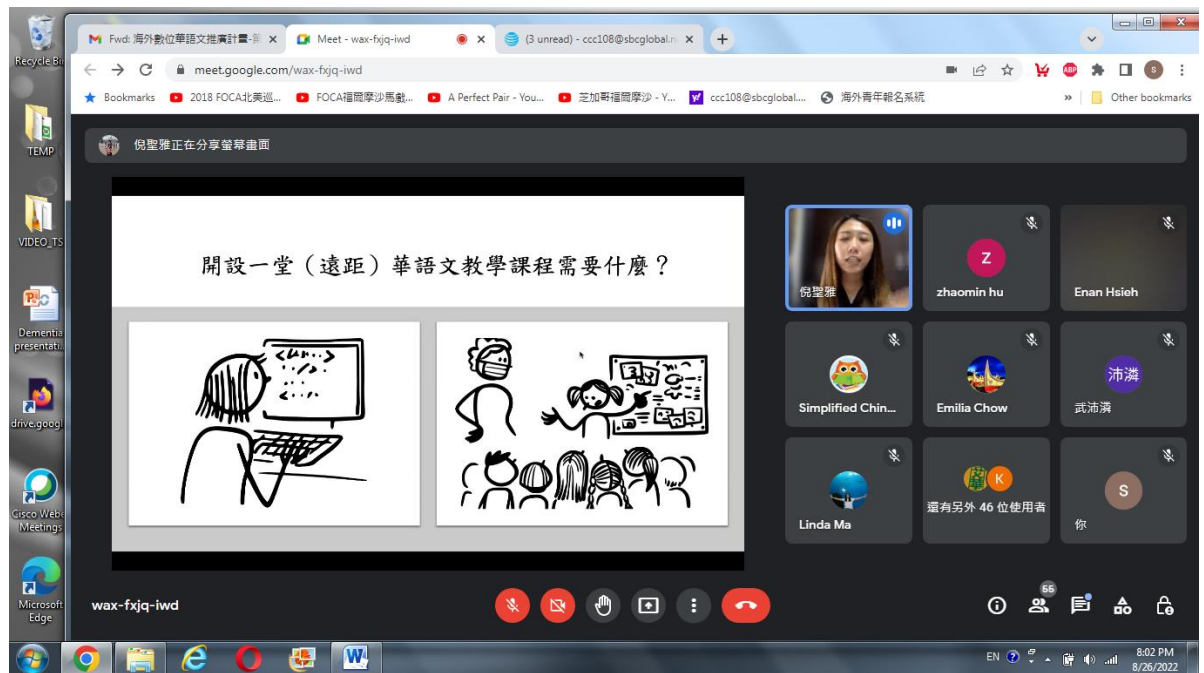 Recycle Bin
TEMP
VIDEO_TS
Dementia
presentati...
drive.googl
Cisco Webe
Meetings
Microsoft
Edge
Fwd: 海外數位華語文推廣計畫-
Meet - wax-fxjq-iwd
(3 unread) - ccc108@sbcglobal.n
meet.google.com/wax-fxjq-iwd
ABP
S
Bookmarks
2018 FOCA北美巡...
FOCA福爾摩沙馬戲...
A Perfect Pair - You...
芝加哥福爾摩沙 - Y...
ccc108@sbcglobal....
海外青年報名系統
Other bookmarks
倪聖雅正在分享螢幕畫面
開設一堂（遠距）華語文教學課程需要什麼？
倪聖雅
Z
zhaomin hu
Enan Hsieh
Simplified Chin...
Emilia Chow
沛潾
武沛潾
Linda Ma
K
還有另外 46 位使用者
S
你
wax-fxjq-iwd
56
EN
8:02 PM
8/26/2022